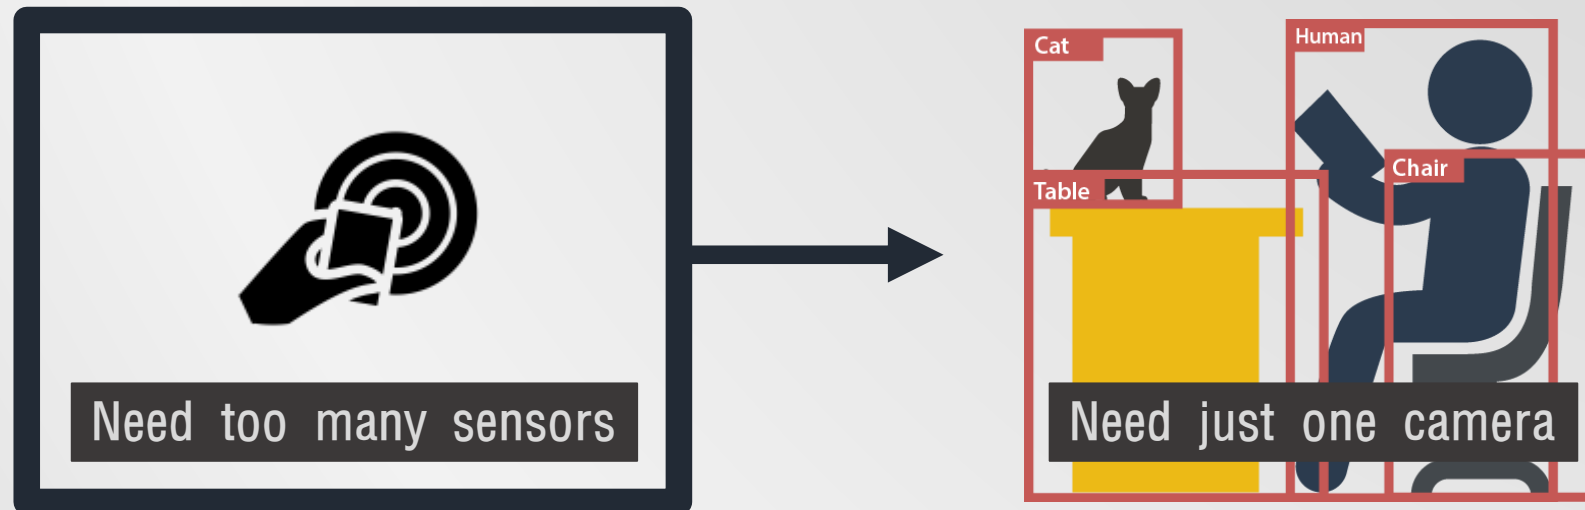 Need too many sensors
Cat
Human
Chair
Table
Need just one camera